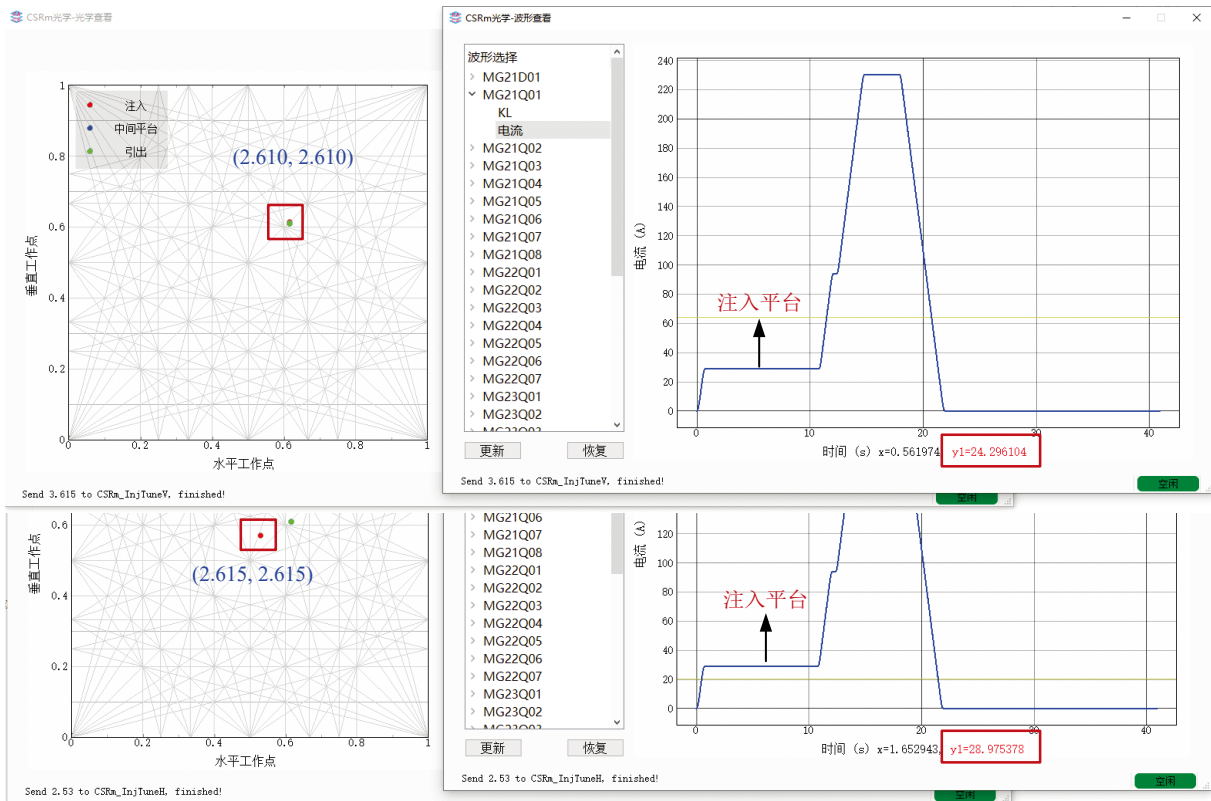 CSRm光学-光学查看
1
0.8
0.6
0.4
0.2
0
0
0.2
0.4
0.6
0.8
1
垂直工作点
水平工作点
注入
中间平台
引出
(2.610, 2.610)
Send 3.615 to CSRm_InjTuneV, finished!
CSRm光学-波形查看
波形选择
MG21D01
MG21Q01
KL
电流
MG21Q02
MG21Q03
MG21Q04
MG21Q05
MG21Q06
MG21Q07
MG21Q08
MG22Q01
MG22Q02
MG22Q03
MG22Q04
MG22Q05
MG22Q06
MG22Q07
MG23Q01
MG23Q02
更新
恢复
240
220
200
180
160
140
120
100
80
60
40
20
0
电流 (A)
注入平台
0
10
20
30
40
时间 (s) x=0.561974, y1=24.296104
Send 3.615 to CSRm_InjTuneV, finished!
空闲
空闲
0.6
0.4
0.2
0
0.2
0.4
0.6
0.8
1
垂直工作点
水平工作点
(2.615, 2.615)
Send 2.53 to CSRm_InjTuneH, finished!
MG21Q06
MG21Q07
MG21Q08
MG22Q01
MG22Q02
MG22Q03
MG22Q04
MG22Q05
MG22Q06
MG22Q07
MG23Q01
MG23Q02
更新
恢复
120
100
80
60
40
20
0
电流 (A)
注入平台
0
10
20
30
40
时间 (s) x=1.652943, y1=28.975378
Send 2.53 to CSRm_InjTuneH, finished!
空闲
空闲